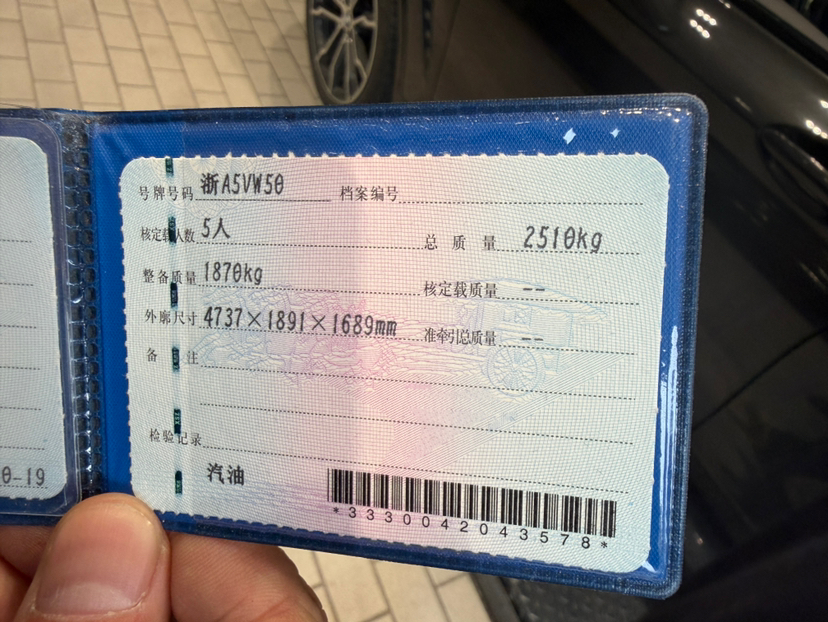 号牌号码 浙A5VW50 档案编号
核定载人数 5人 总质量 2510kg
整备质量 1870kg 核定载质量 --
外廓尺寸 4737×1891×1689mm 准牵引总质量 --
备注
检验记录
汽油
*3330042043578*
0-19